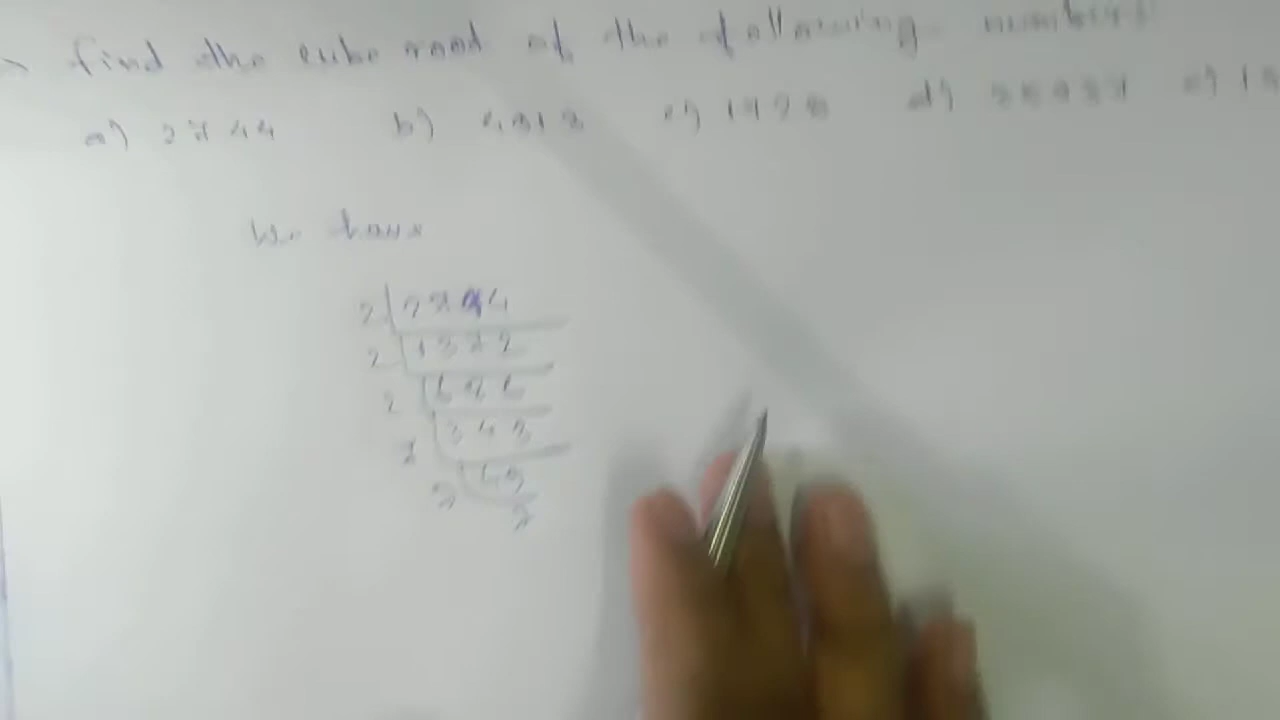 find the cube root of the following numbers
a) 2744 b) 4913 c) 1728 d) 35937 e) 13
We have
2 | 2744
2 | 1372
2 | 686
7 | 343
7 | 49
7